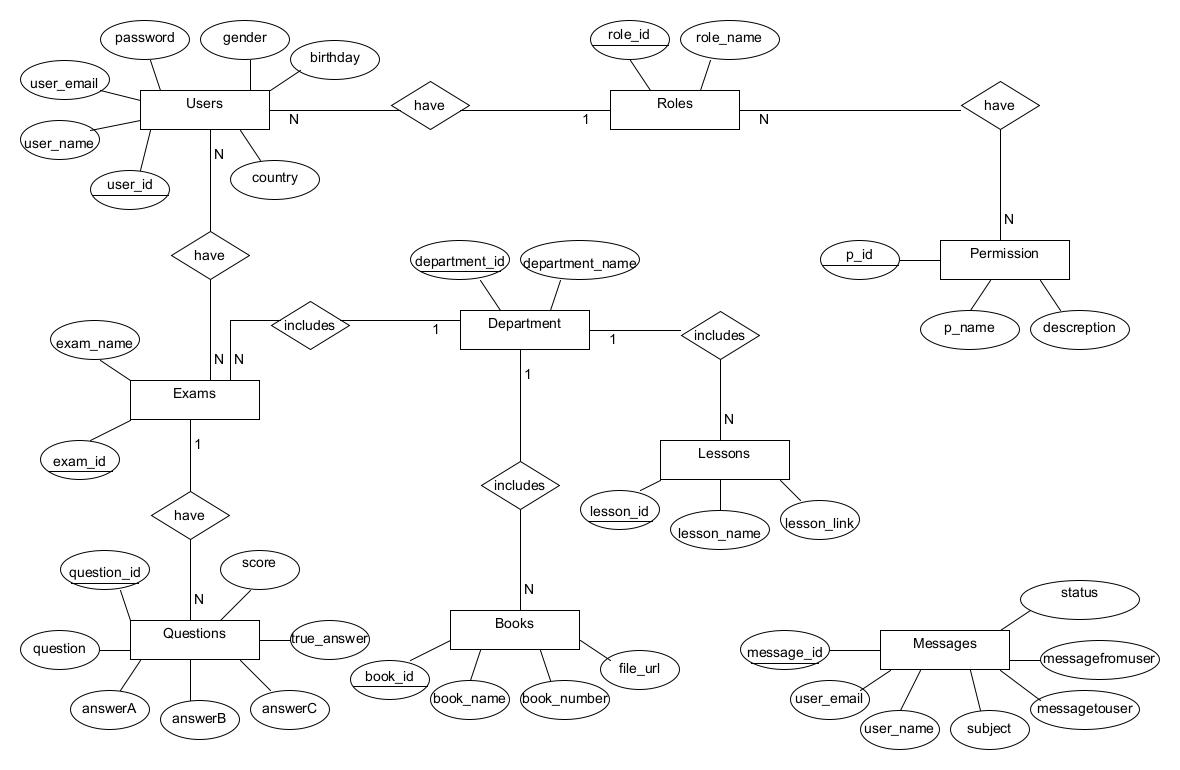 password
gender
role_id
role_name
birthday
user_email
Users
have
Roles
have
N
1
N
user_name
N
user_id
country
N
have
department_id
department_name
p_id
Permission
includes
Department
includes
p_name
descreption
exam_name
1
1
N
N
1
Exams
N
1
Lessons
exam_id
includes
have
lesson_id
lesson_name
lesson_link
question_id
score
N
N
status
Questions
Books
true_answer
question
message_id
Messages
messagefromuser
book_id
file_url
answerA
answerB
answerC
book_name
book_number
user_email
messagetouser
user_name
subject